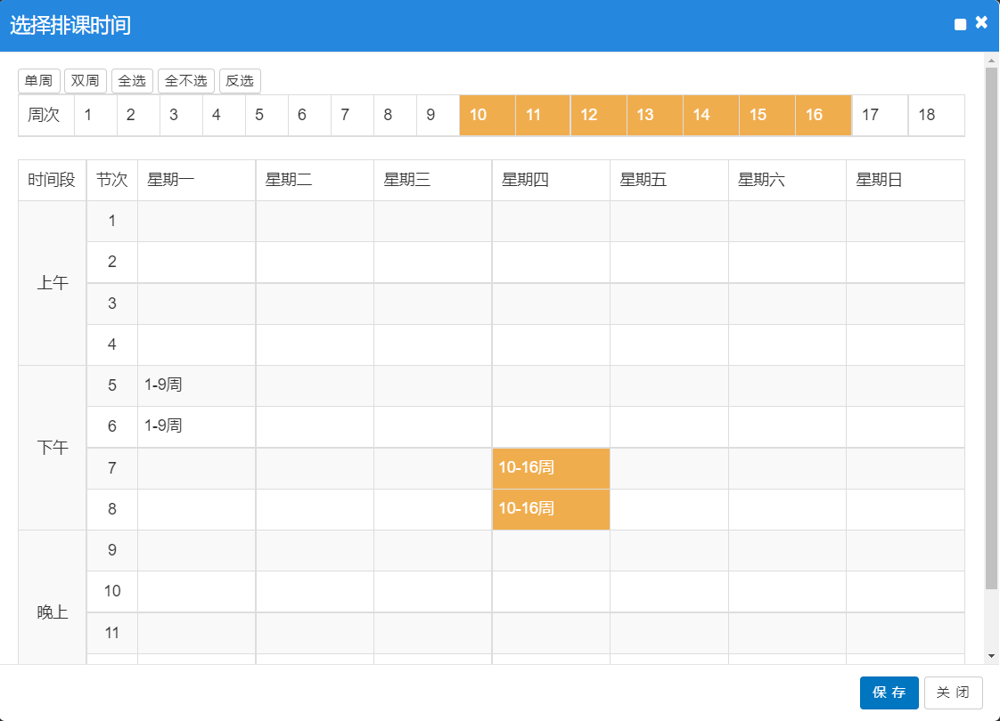 选择排课时间
单周 双周 全选 全不选 反选
周次 1 2 3 4 5 6 7 8 9 10 11 12 13 14 15 16 17 18
时间段 节次 星期一 星期二 星期三 星期四 星期五 星期六 星期日
1
2
上午
3
4
5 1-9周
6 1-9周
下午
7 10-16周
8 10-16周
9
10
晚上
11
保存 关闭